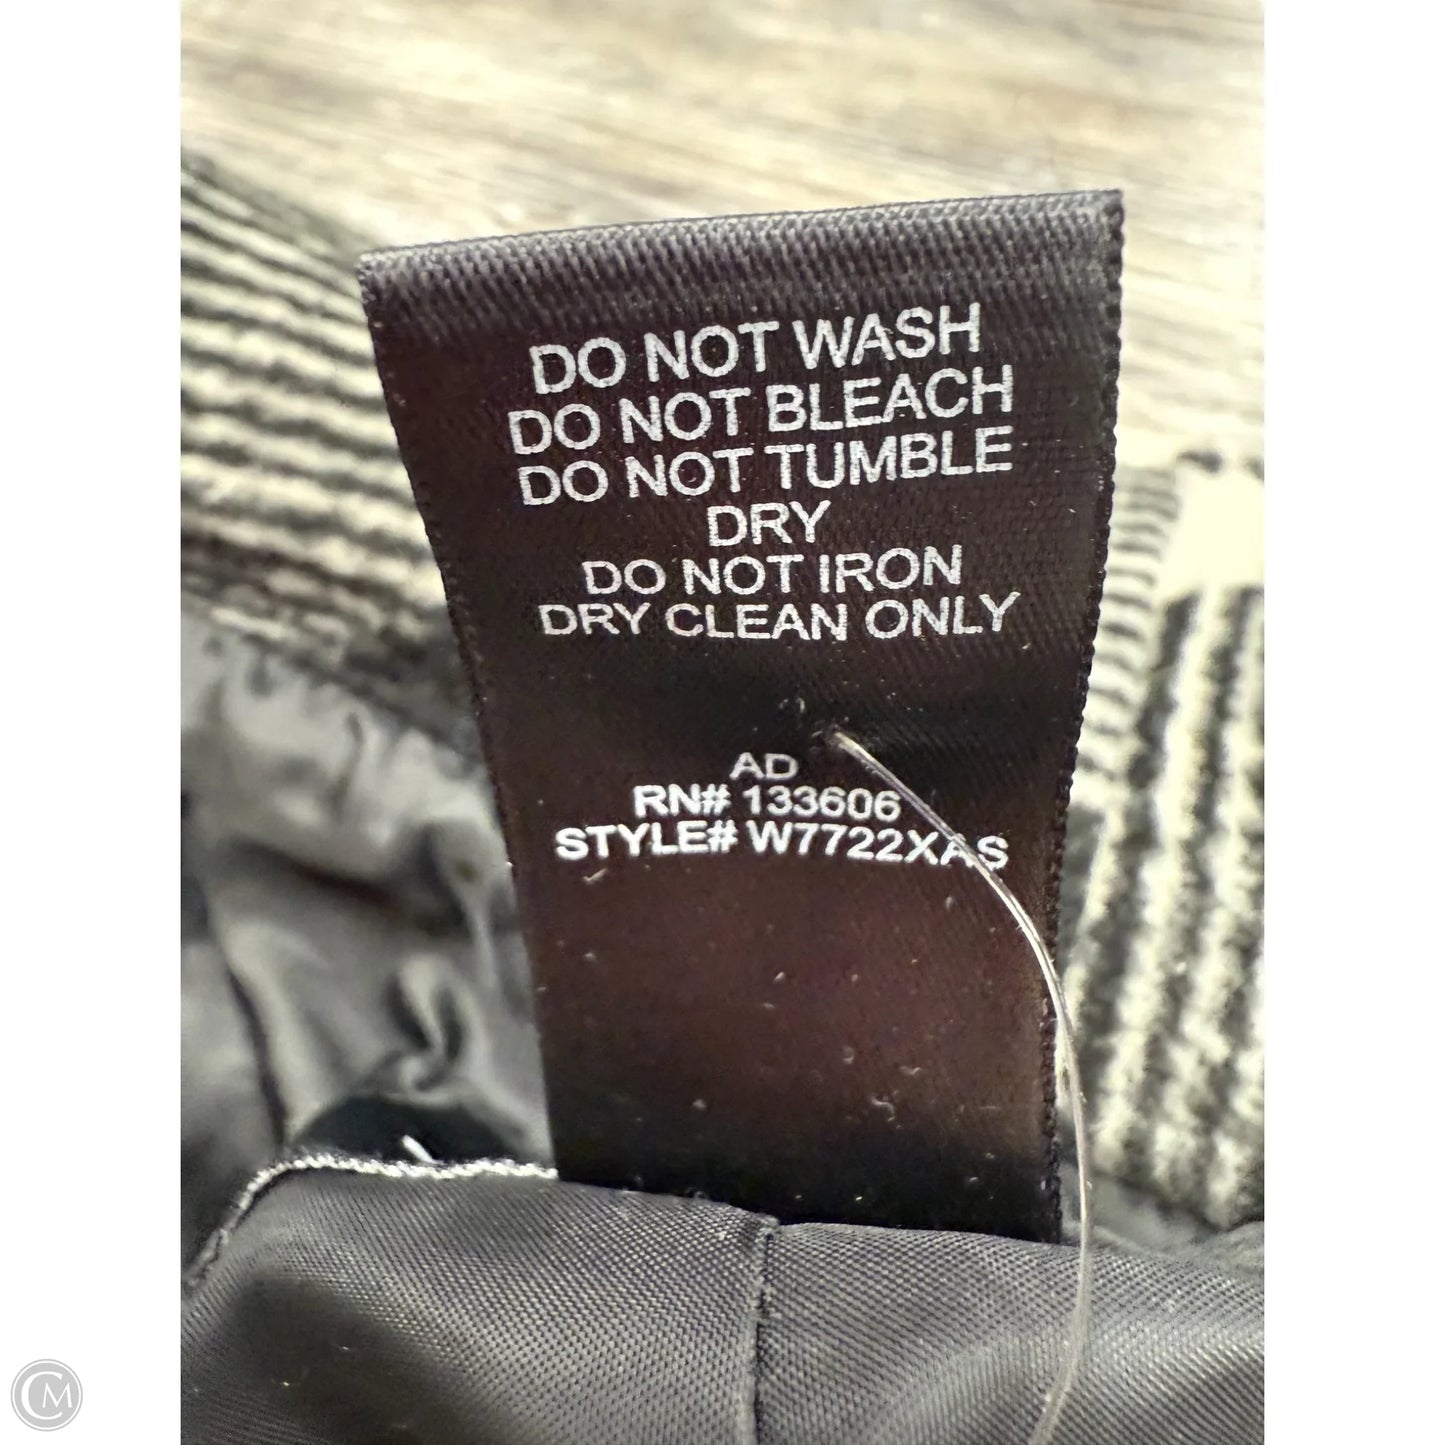 DO NOT WASH
DO NOT BLEACH
DO NOT TUMBLE
DRY
DO NOT IRON
DRY CLEAN ONLY
AD
RN# 133606
STYLE# W7722XAS
CM